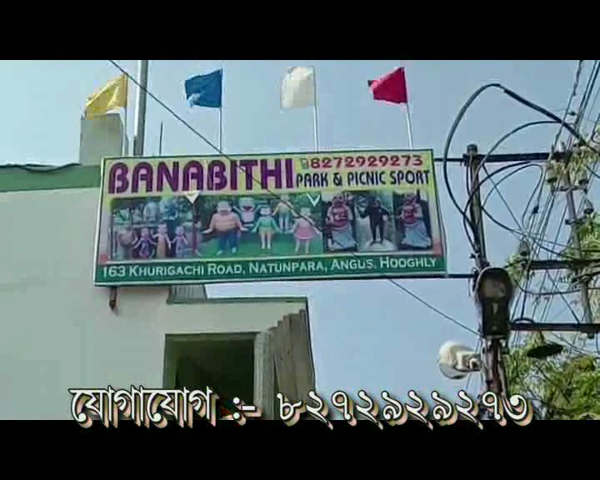 BANABITHI
8272929273
PARK & PICNIC SPORT
163 KHURIGACHI ROAD, NATUNPARA, ANGUS, HOOGHLY
যোগাযোগ :- ৮২৭২৯২৯২৭৩